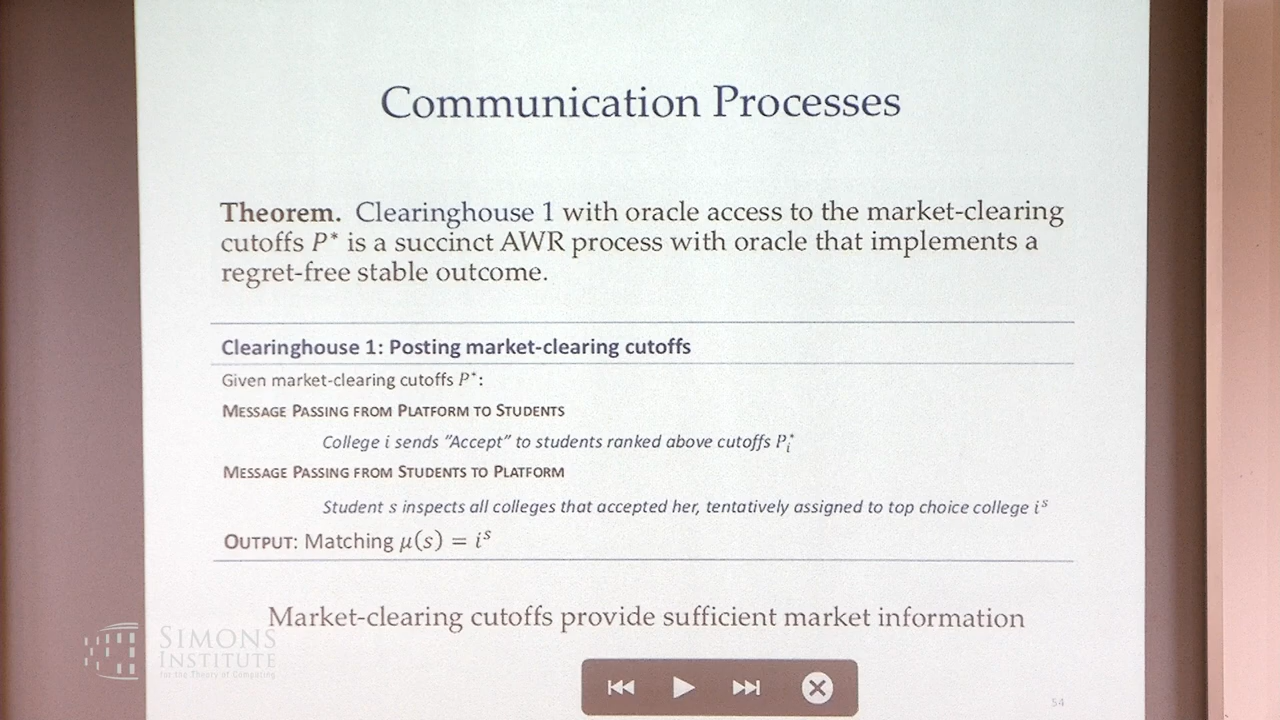 Communication Processes
Theorem. Clearinghouse 1 with oracle access to the market-clearing
cutoffs P* is a succinct AWR process with oracle that implements a
regret-free stable outcome.
Clearinghouse 1: Posting market-clearing cutoffs
Given market-clearing cutoffs P*:
MESSAGE PASSING FROM PLATFORM TO STUDENTS
College i sends "Accept" to students ranked above cutoffs P*i
MESSAGE PASSING FROM STUDENTS TO PLATFORM
Student s inspects all colleges that accepted her, tentatively assigned to top choice college i^s
OUTPUT: Matching μ(s) = i^s
Market-clearing cutoffs provide sufficient market information
SIMONS
INSTITUTE
for the Theory of Computing
54